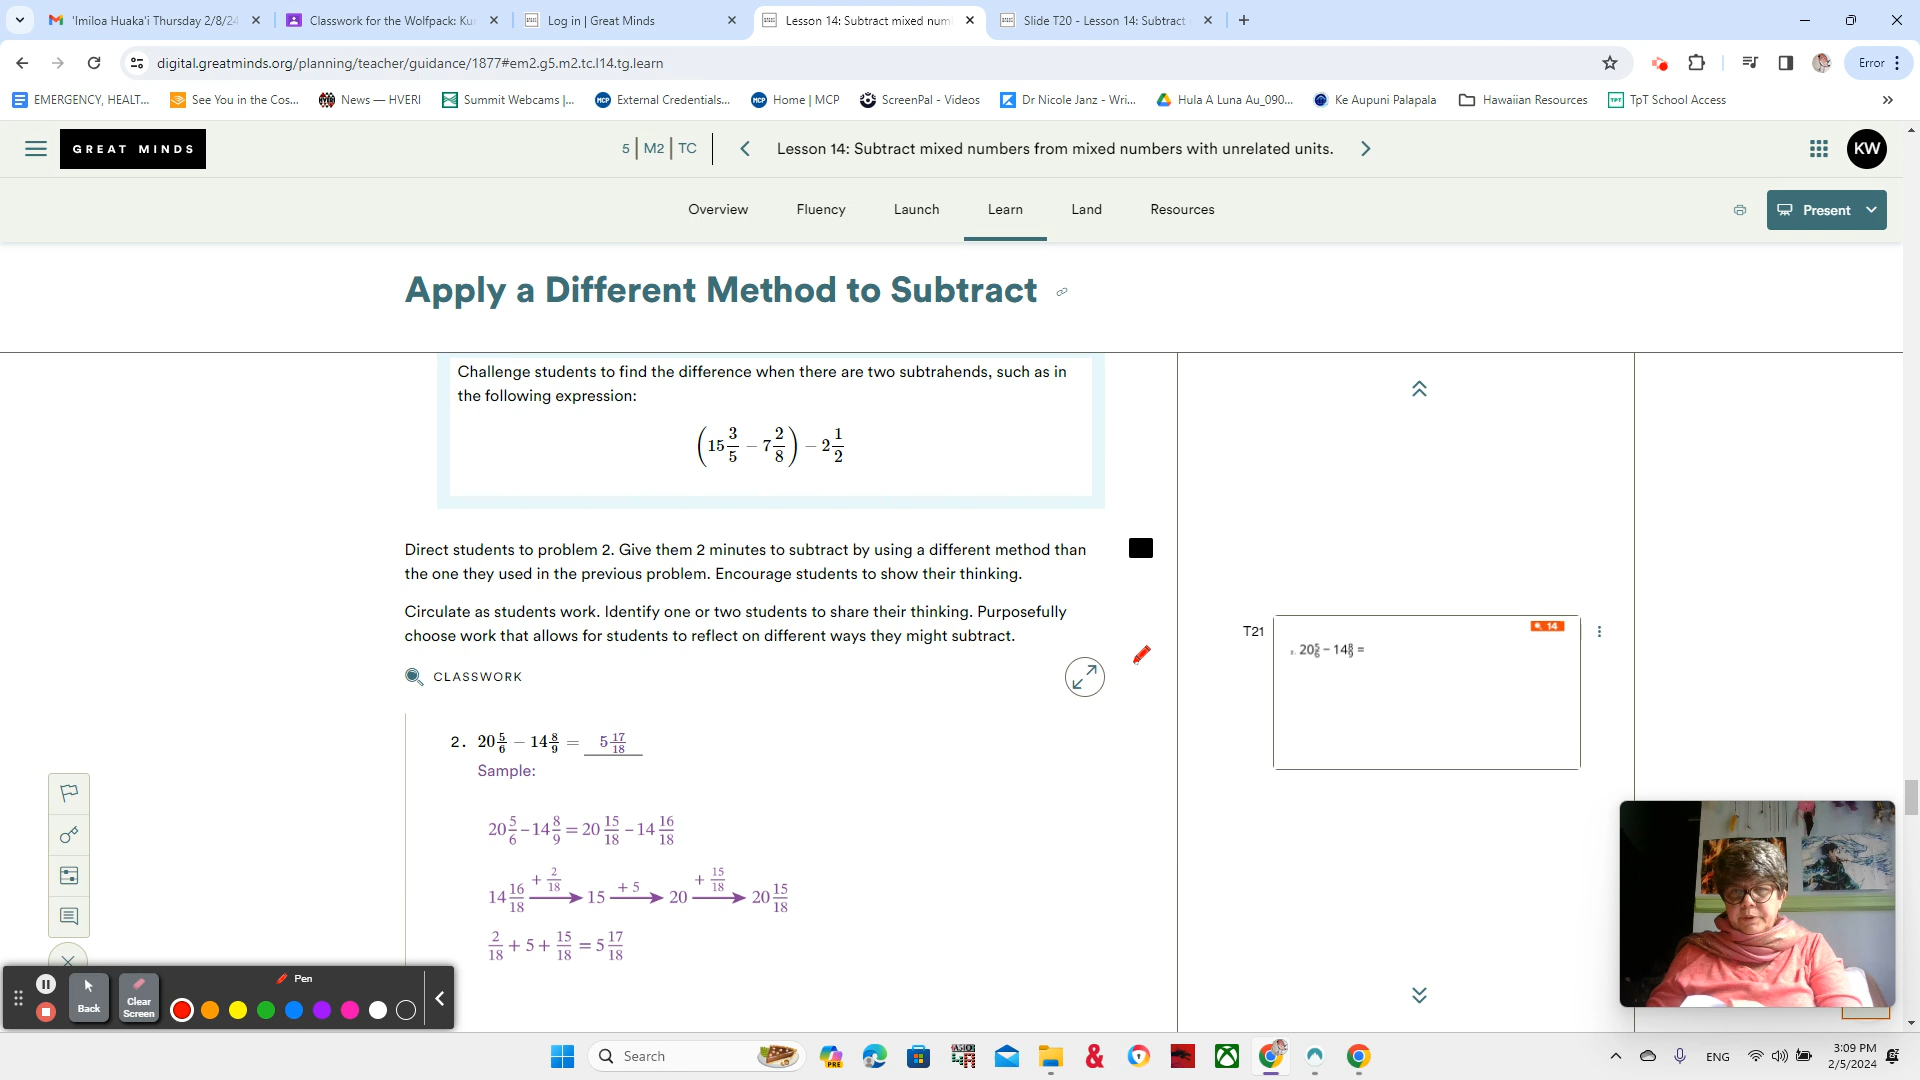 'Imiloa Huaka'i Thursday 2/8/24
Classwork for the Wolfpack: Ku
Log in | Great Minds
Lesson 14: Subtract mixed num
Slide T20 - Lesson 14: Subtract
digital.greatminds.org/planning/teacher/guidance/1877#em2.g5.m2.tc.l14.tg.learn
Error
EMERGENCY, HEALT...
See You in the Cos...
News — HVERI
Summit Webcams |...
External Credentials...
Home | MCP
ScreenPal - Videos
Dr Nicole Janz - Wri...
Hula A Luna Au_090...
Ke Aupuni Palapala
Hawaiian Resources
TpT School Access
GREAT MINDS
5 | M2 | TC
Lesson 14: Subtract mixed numbers from mixed numbers with unrelated units.
KW
Overview
Fluency
Launch
Learn
Land
Resources
Present
Apply a Different Method to Subtract
Challenge students to find the difference when there are two subtrahends, such as in
the following expression:
(15 3/5 − 7 2/8) − 2 1/2
Direct students to problem 2. Give them 2 minutes to subtract by using a different method than
the one they used in the previous problem. Encourage students to show their thinking.
Circulate as students work. Identify one or two students to share their thinking. Purposefully
choose work that allows for students to reflect on different ways they might subtract.
CLASSWORK
T21
14
2. 20 5/6 − 14 8/9 =
2. 20 5/6 − 14 8/9 = 5 17/18
Sample:
20 5/6 − 14 8/9 = 20 15/18 − 14 16/18
14 16/18 + 2/18 → 15 + 5 → 20 + 15/18 → 20 15/18
2/18 + 5 + 15/18 = 5 17/18
Pen
Back
Clear
Screen
Search
PRE
ENG
3:09 PM
2/5/2024